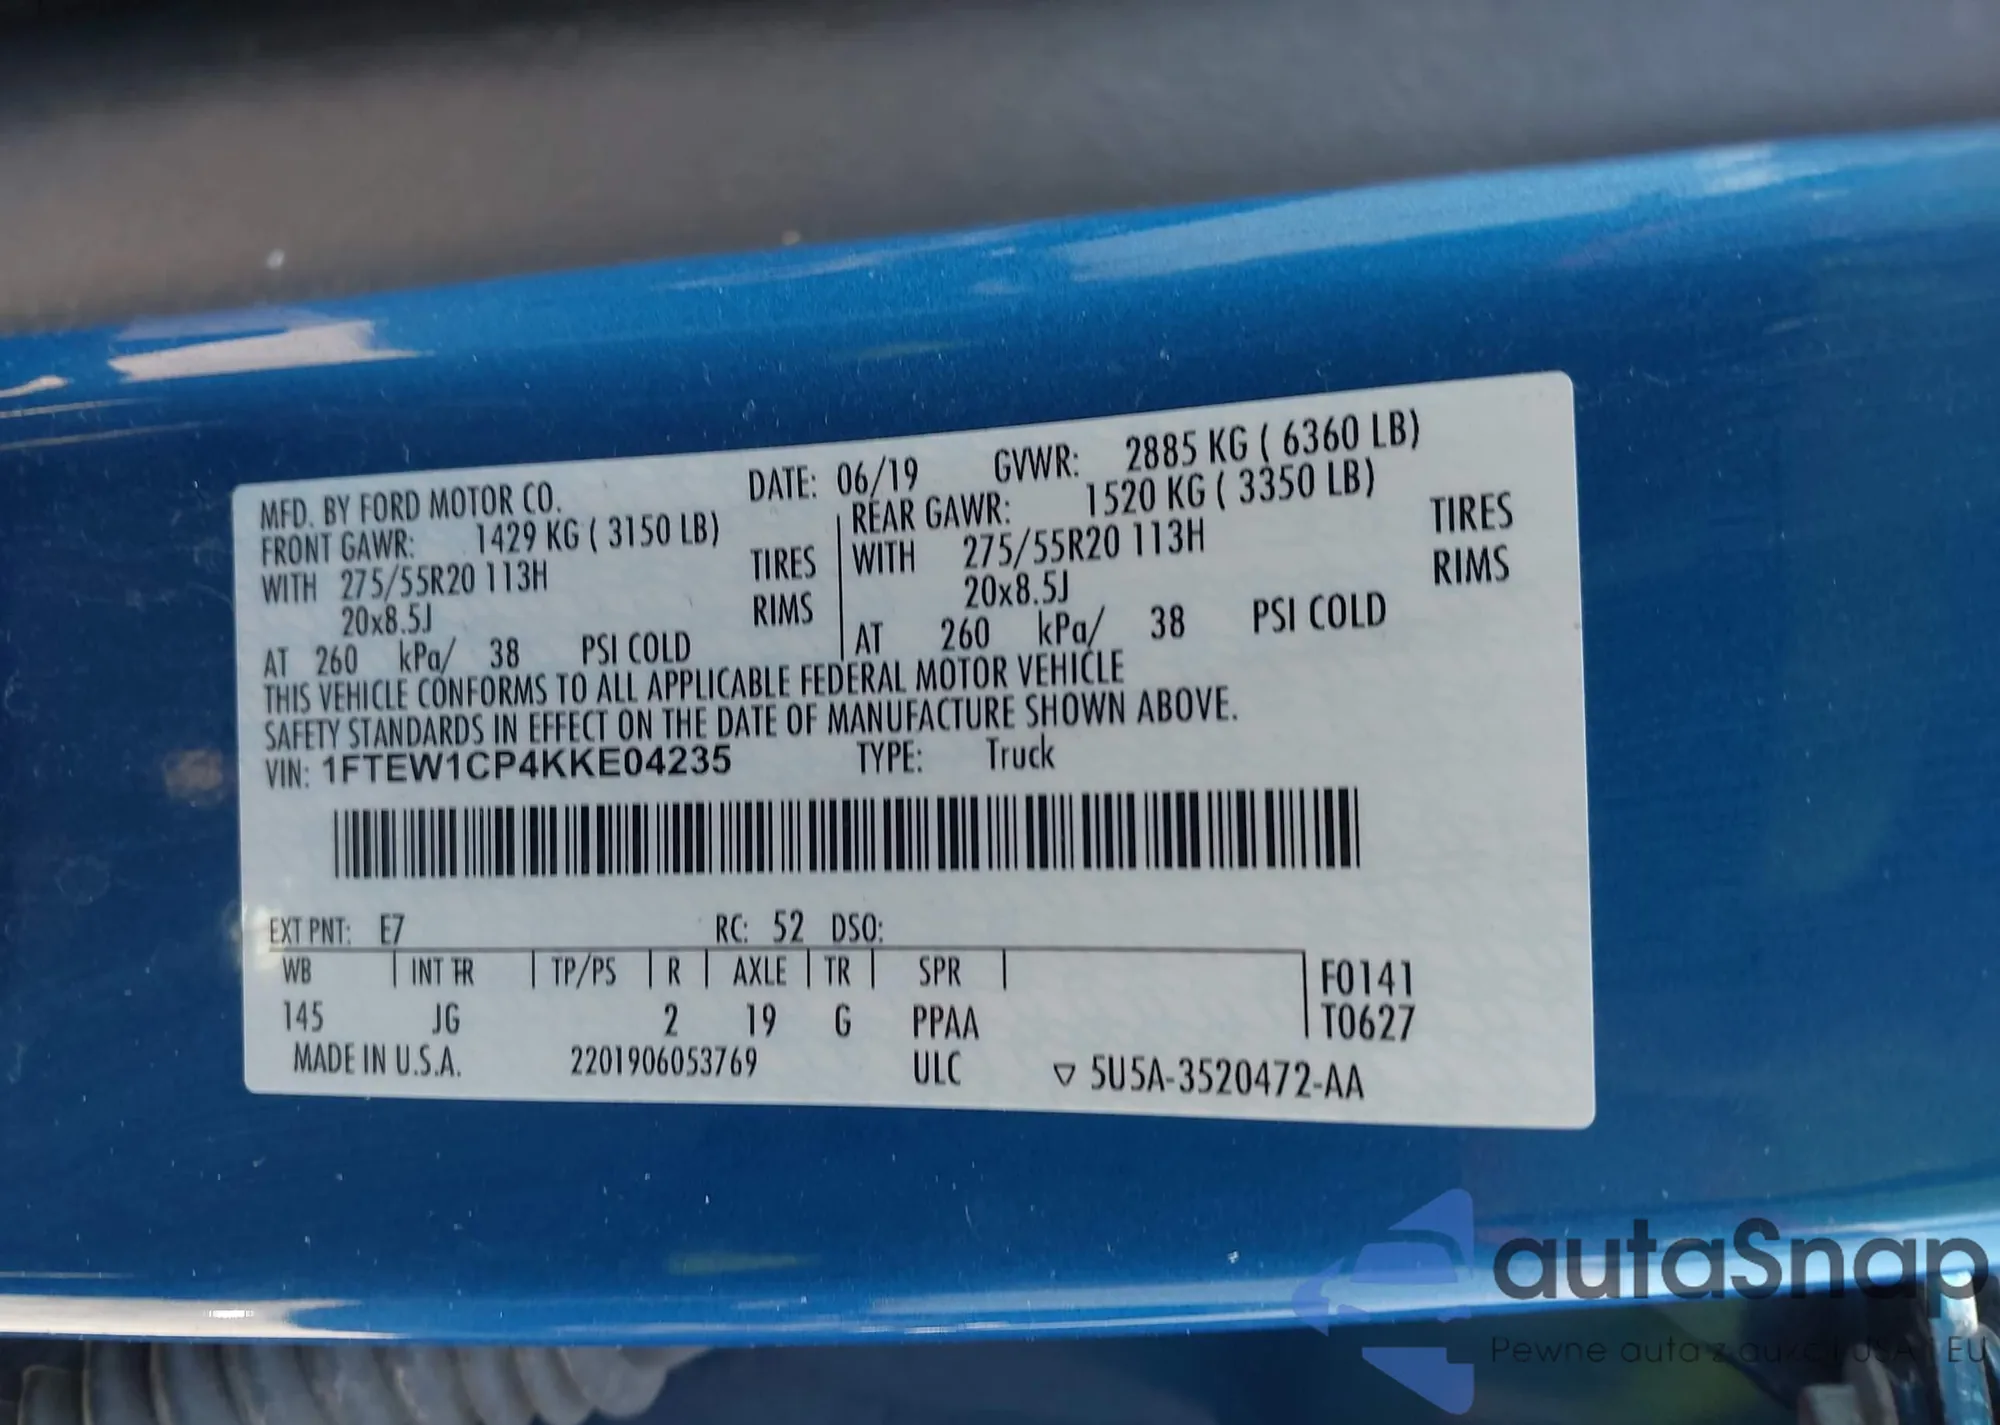 MFD. BY FORD MOTOR CO. DATE: 06/19 GVWR: 2885 KG ( 6360 LB)
FRONT GAWR: 1429 KG ( 3150 LB) REAR GAWR: 1520 KG ( 3350 LB)
WITH 275/55R20 113H TIRES WITH 275/55R20 113H TIRES
20x8.5J RIMS 20x8.5J RIMS
AT 260 kPa/ 38 PSI COLD AT 260 kPa/ 38 PSI COLD
THIS VEHICLE CONFORMS TO ALL APPLICABLE FEDERAL MOTOR VEHICLE
SAFETY STANDARDS IN EFFECT ON THE DATE OF MANUFACTURE SHOWN ABOVE.
VIN: 1FTEW1CP4KKE04235 TYPE: Truck
EXT PNT: E7 RC: 52 DSO:
WB INT TR TP/PS R AXLE TR SPR F0141
145 JG 2 19 G PPAA T0627
MADE IN U.S.A. 2201906053769 ULC ▽ 5U5A-3520472-AA
autaSnap
Pewne auta z aukcji USA i EU